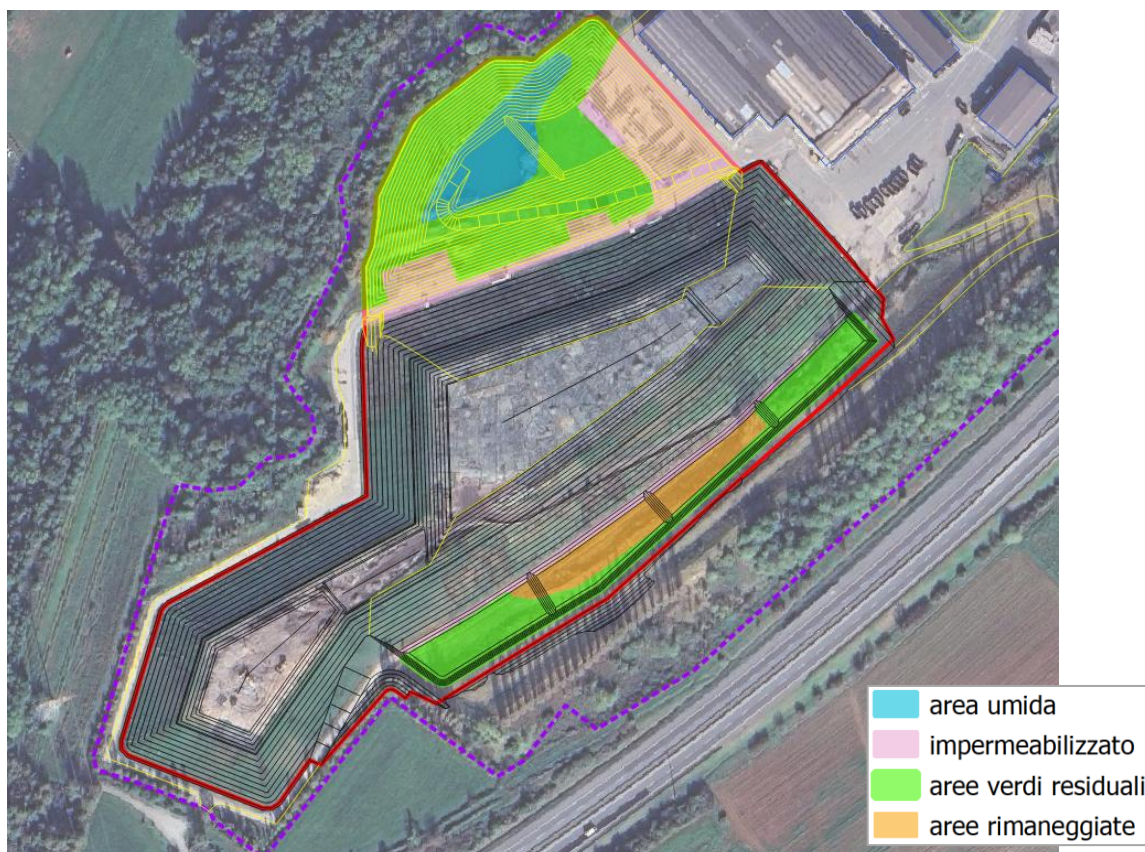 area umida
impermeabilizzato
aree verdi residuali
aree rimaneggiate